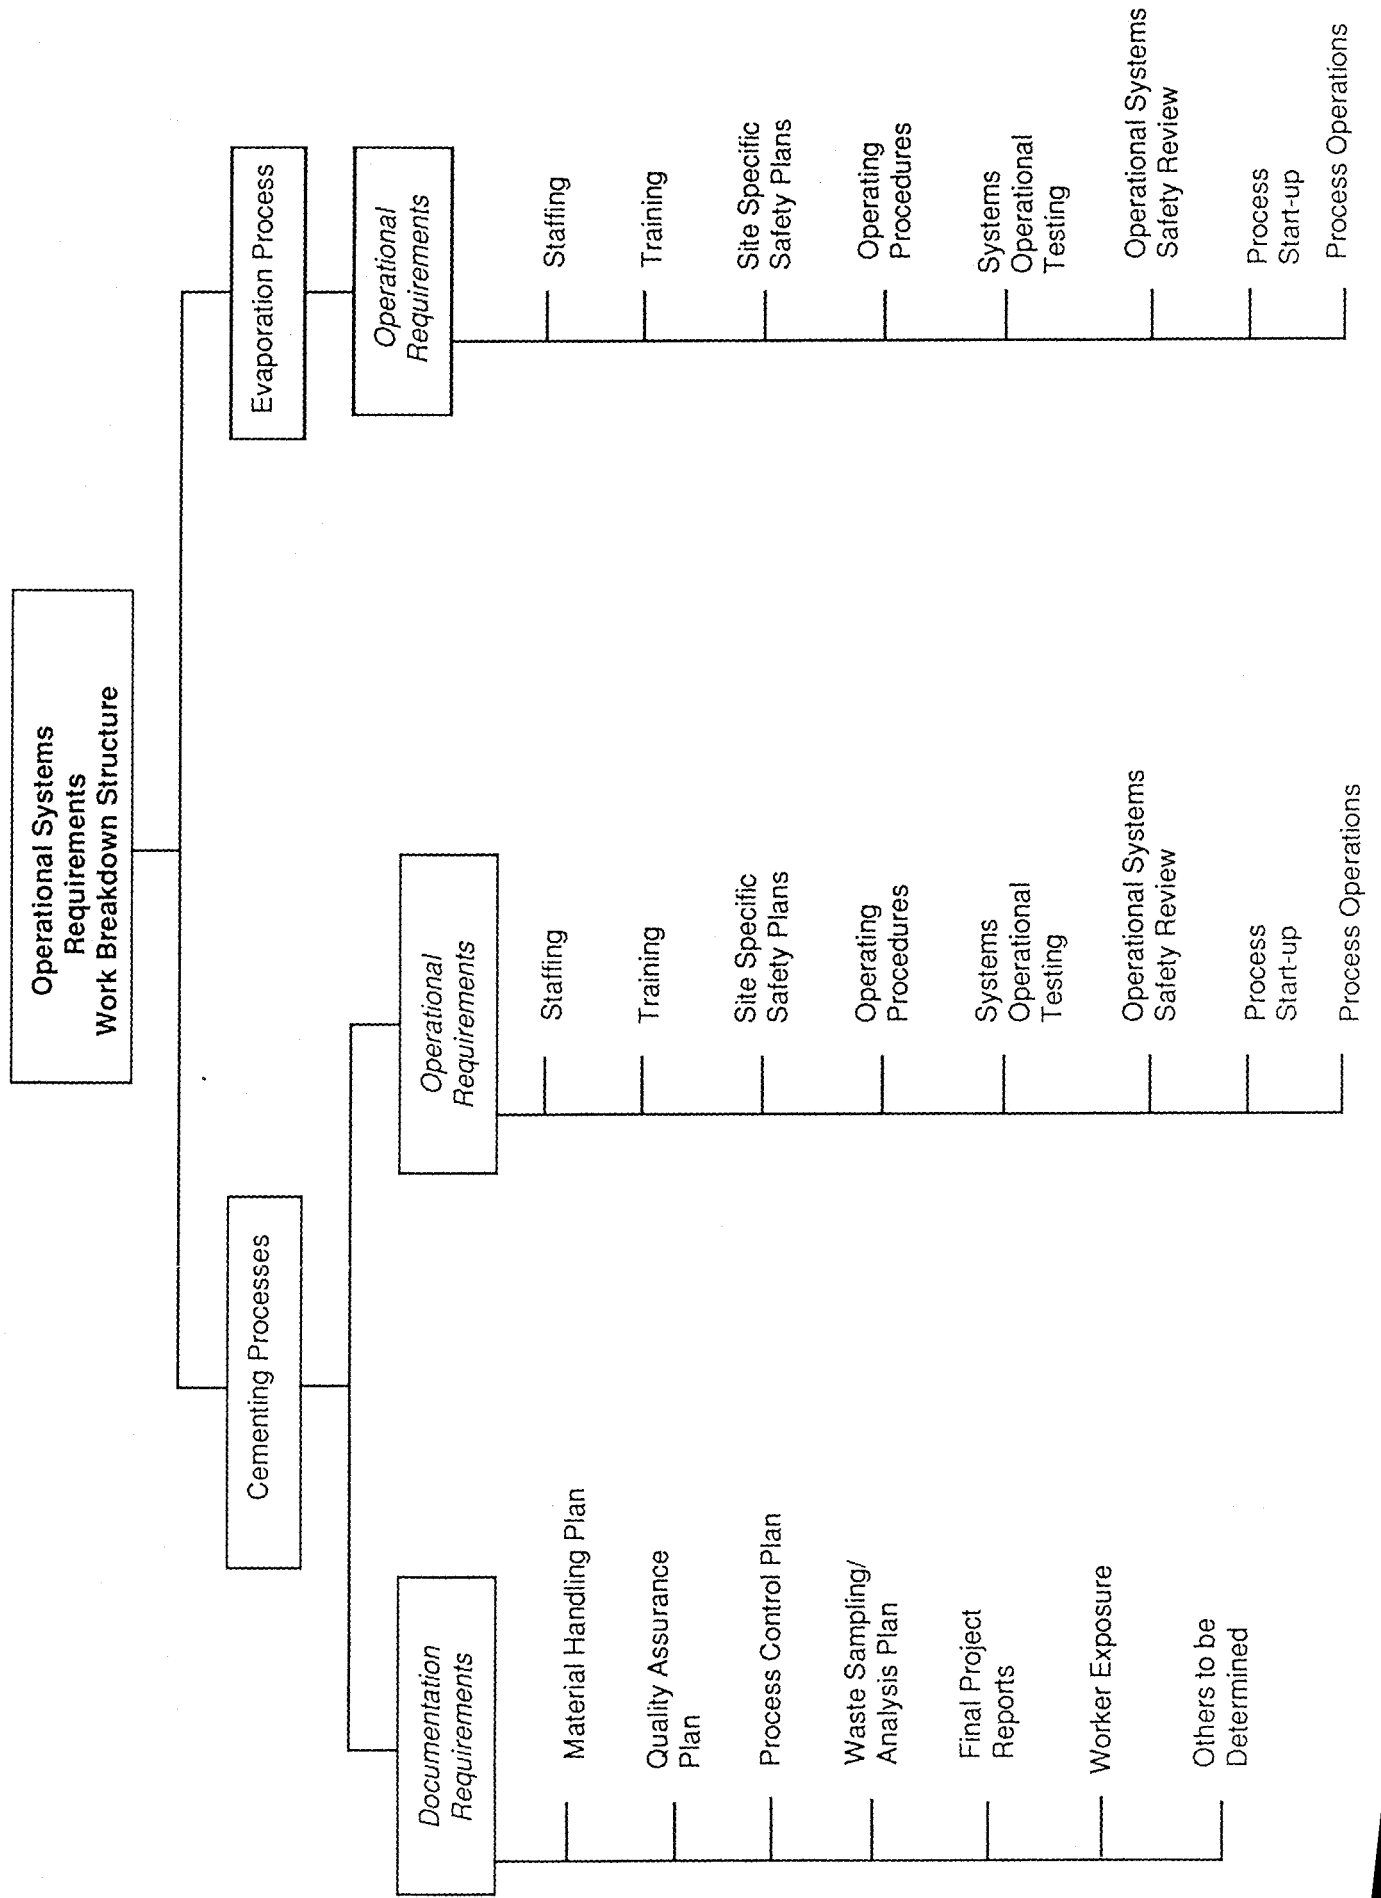 Operational Systems
Requirements
Work Breakdown Structure
Cementing Processes
Evaporation Process
Documentation
Requirements
Material Handling Plan
Quality Assurance
Plan
Process Control Plan
Waste Sampling/
Analysis Plan
Final Project
Reports
Worker Exposure
Others to be
Determined
Operational
Requirements
Staffing
Training
Site Specific
Safety Plans
Operating
Procedures
Systems
Operational
Testing
Operational Systems
Safety Review
Process
Start-up
Process Operations
Operational
Requirements
Staffing
Training
Site Specific
Safety Plans
Operating
Procedures
Systems
Operational
Testing
Operational Systems
Safety Review
Process
Start-up
Process Operations